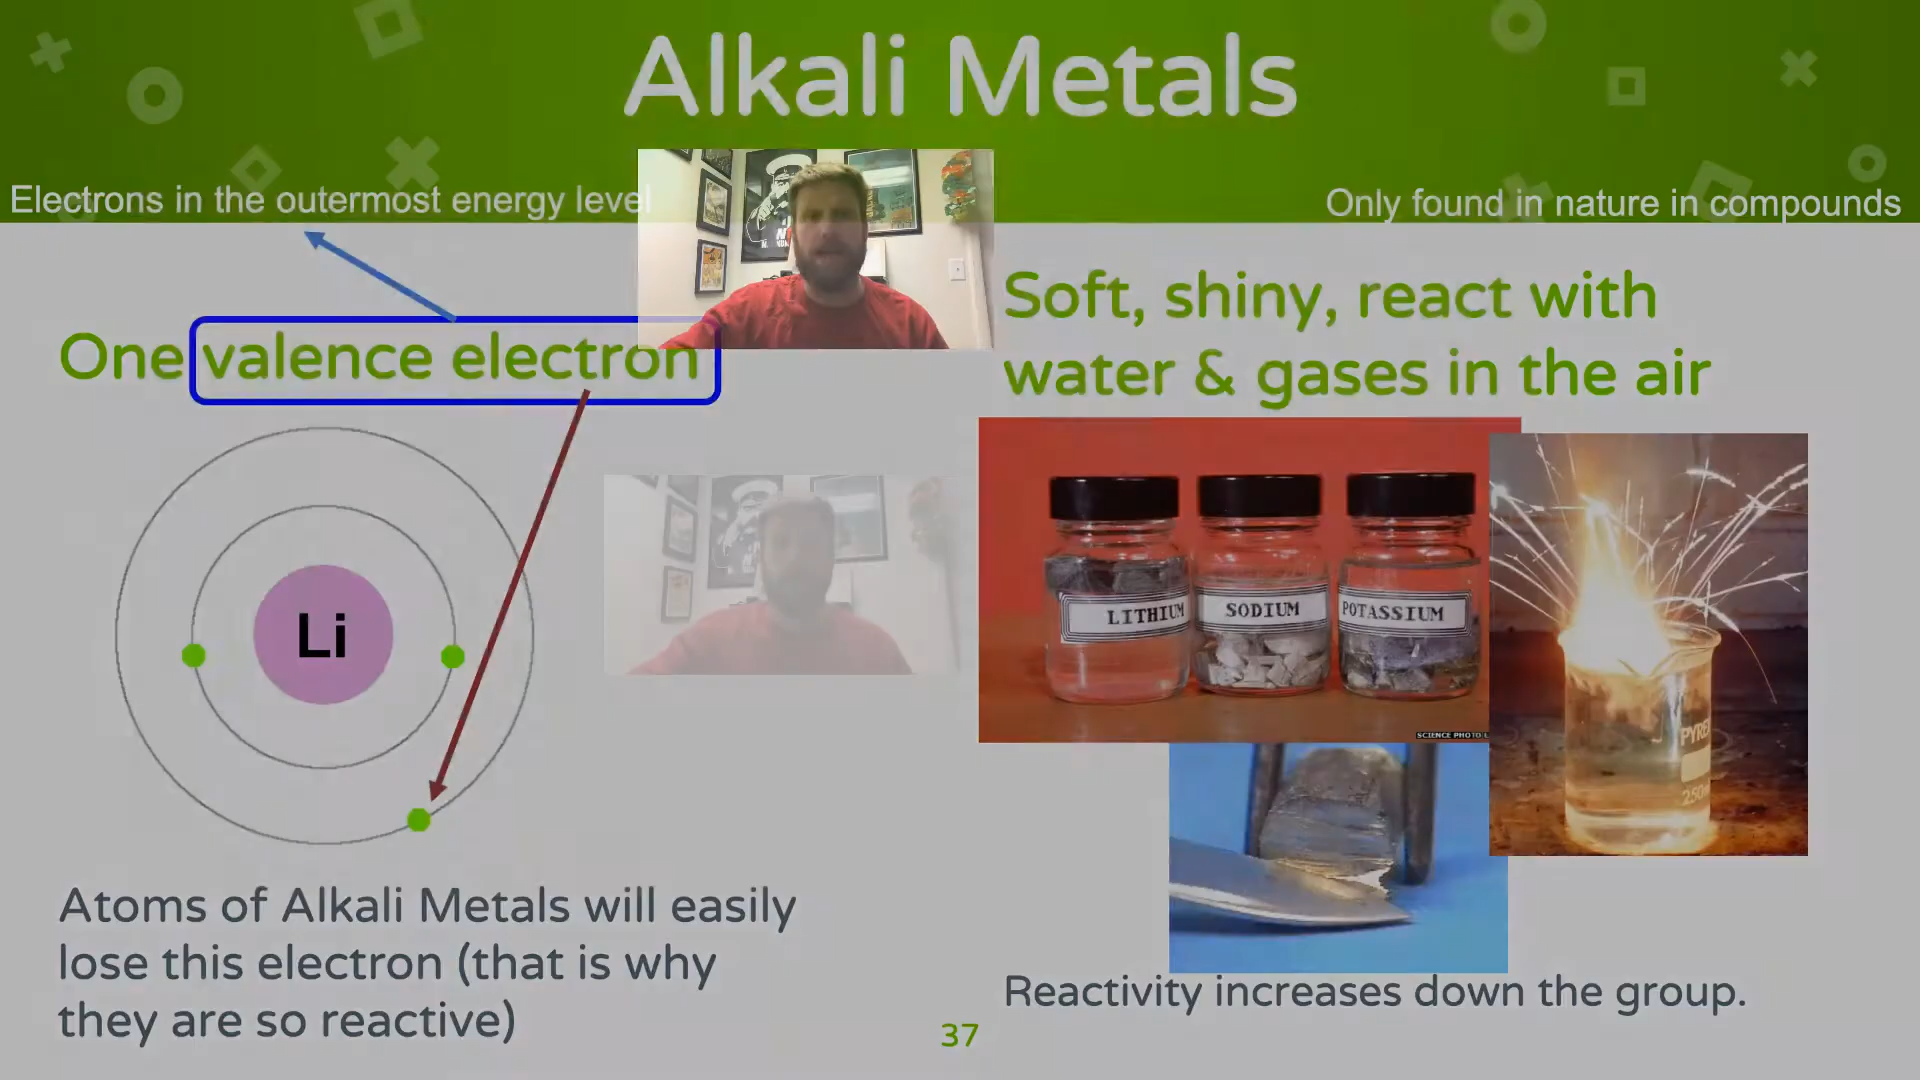 Alkali Metals
Electrons in the outermost energy level
Only found in nature in compounds
One valence electron
Soft, shiny, react with
water & gases in the air
Li
LITHIUM
SODIUM
POTASSIUM
SCIENCE PHOTO
Atoms of Alkali Metals will easily
lose this electron (that is why
they are so reactive)
Reactivity increases down the group.
37